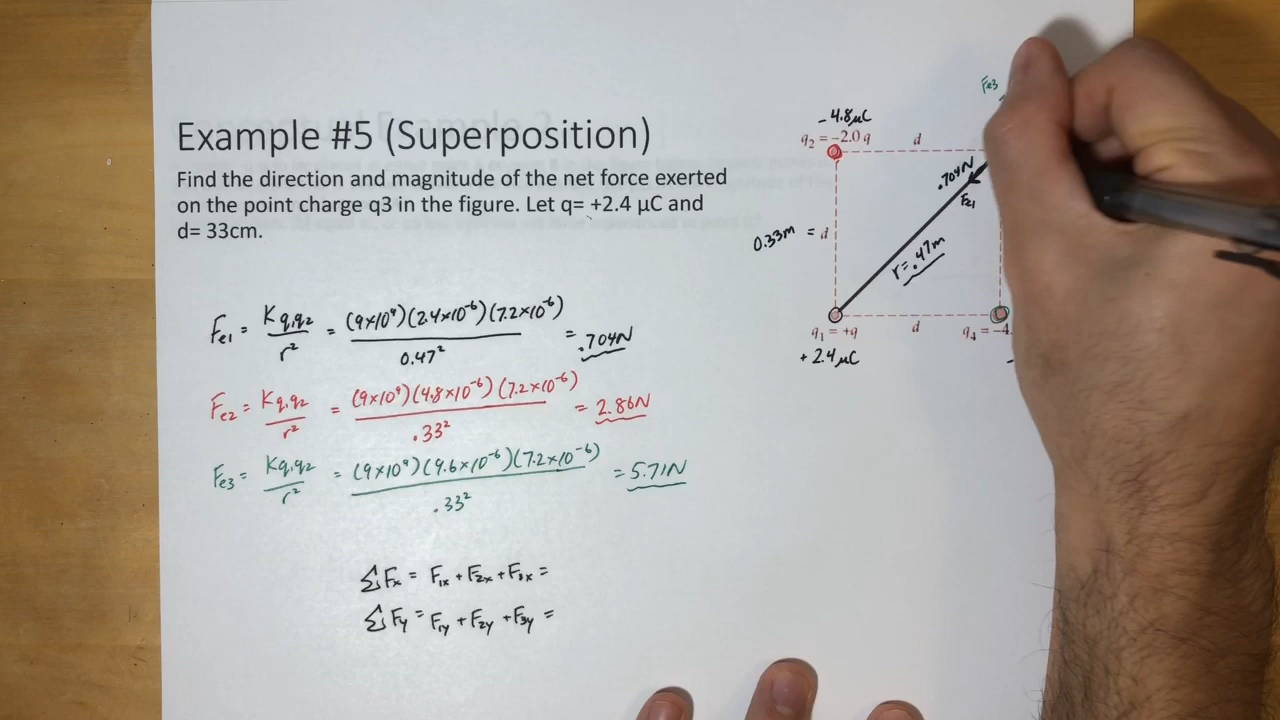 Example #5 (Superposition)
Find the direction and magnitude of the net force exerted
on the point charge q3 in the figure. Let q= +2.4 µC and
d= 33cm.
Fe1 = Kq1q2 / r² = (9×10⁹)(2.4×10⁻⁶)(7.2×10⁻⁶) / 0.47² = .704N
Fe2 = Kq1q2 / r² = (9×10⁹)(4.8×10⁻⁶)(7.2×10⁻⁶) / .33² = 2.86N
Fe3 = Kq1q2 / r² = (9×10⁹)(9.6×10⁻⁶)(7.2×10⁻⁶) / .33² = 5.71N
ΣFx = F1x + F2x + F3x =
ΣFy = F1y + F2y + F3y =
Fe3
-4.8µC
q2 = -2.0 q
d
.704N
Fe1
0.33m = d
r = .47m
q1 = +q
d
q4 = -4.
+2.4µC